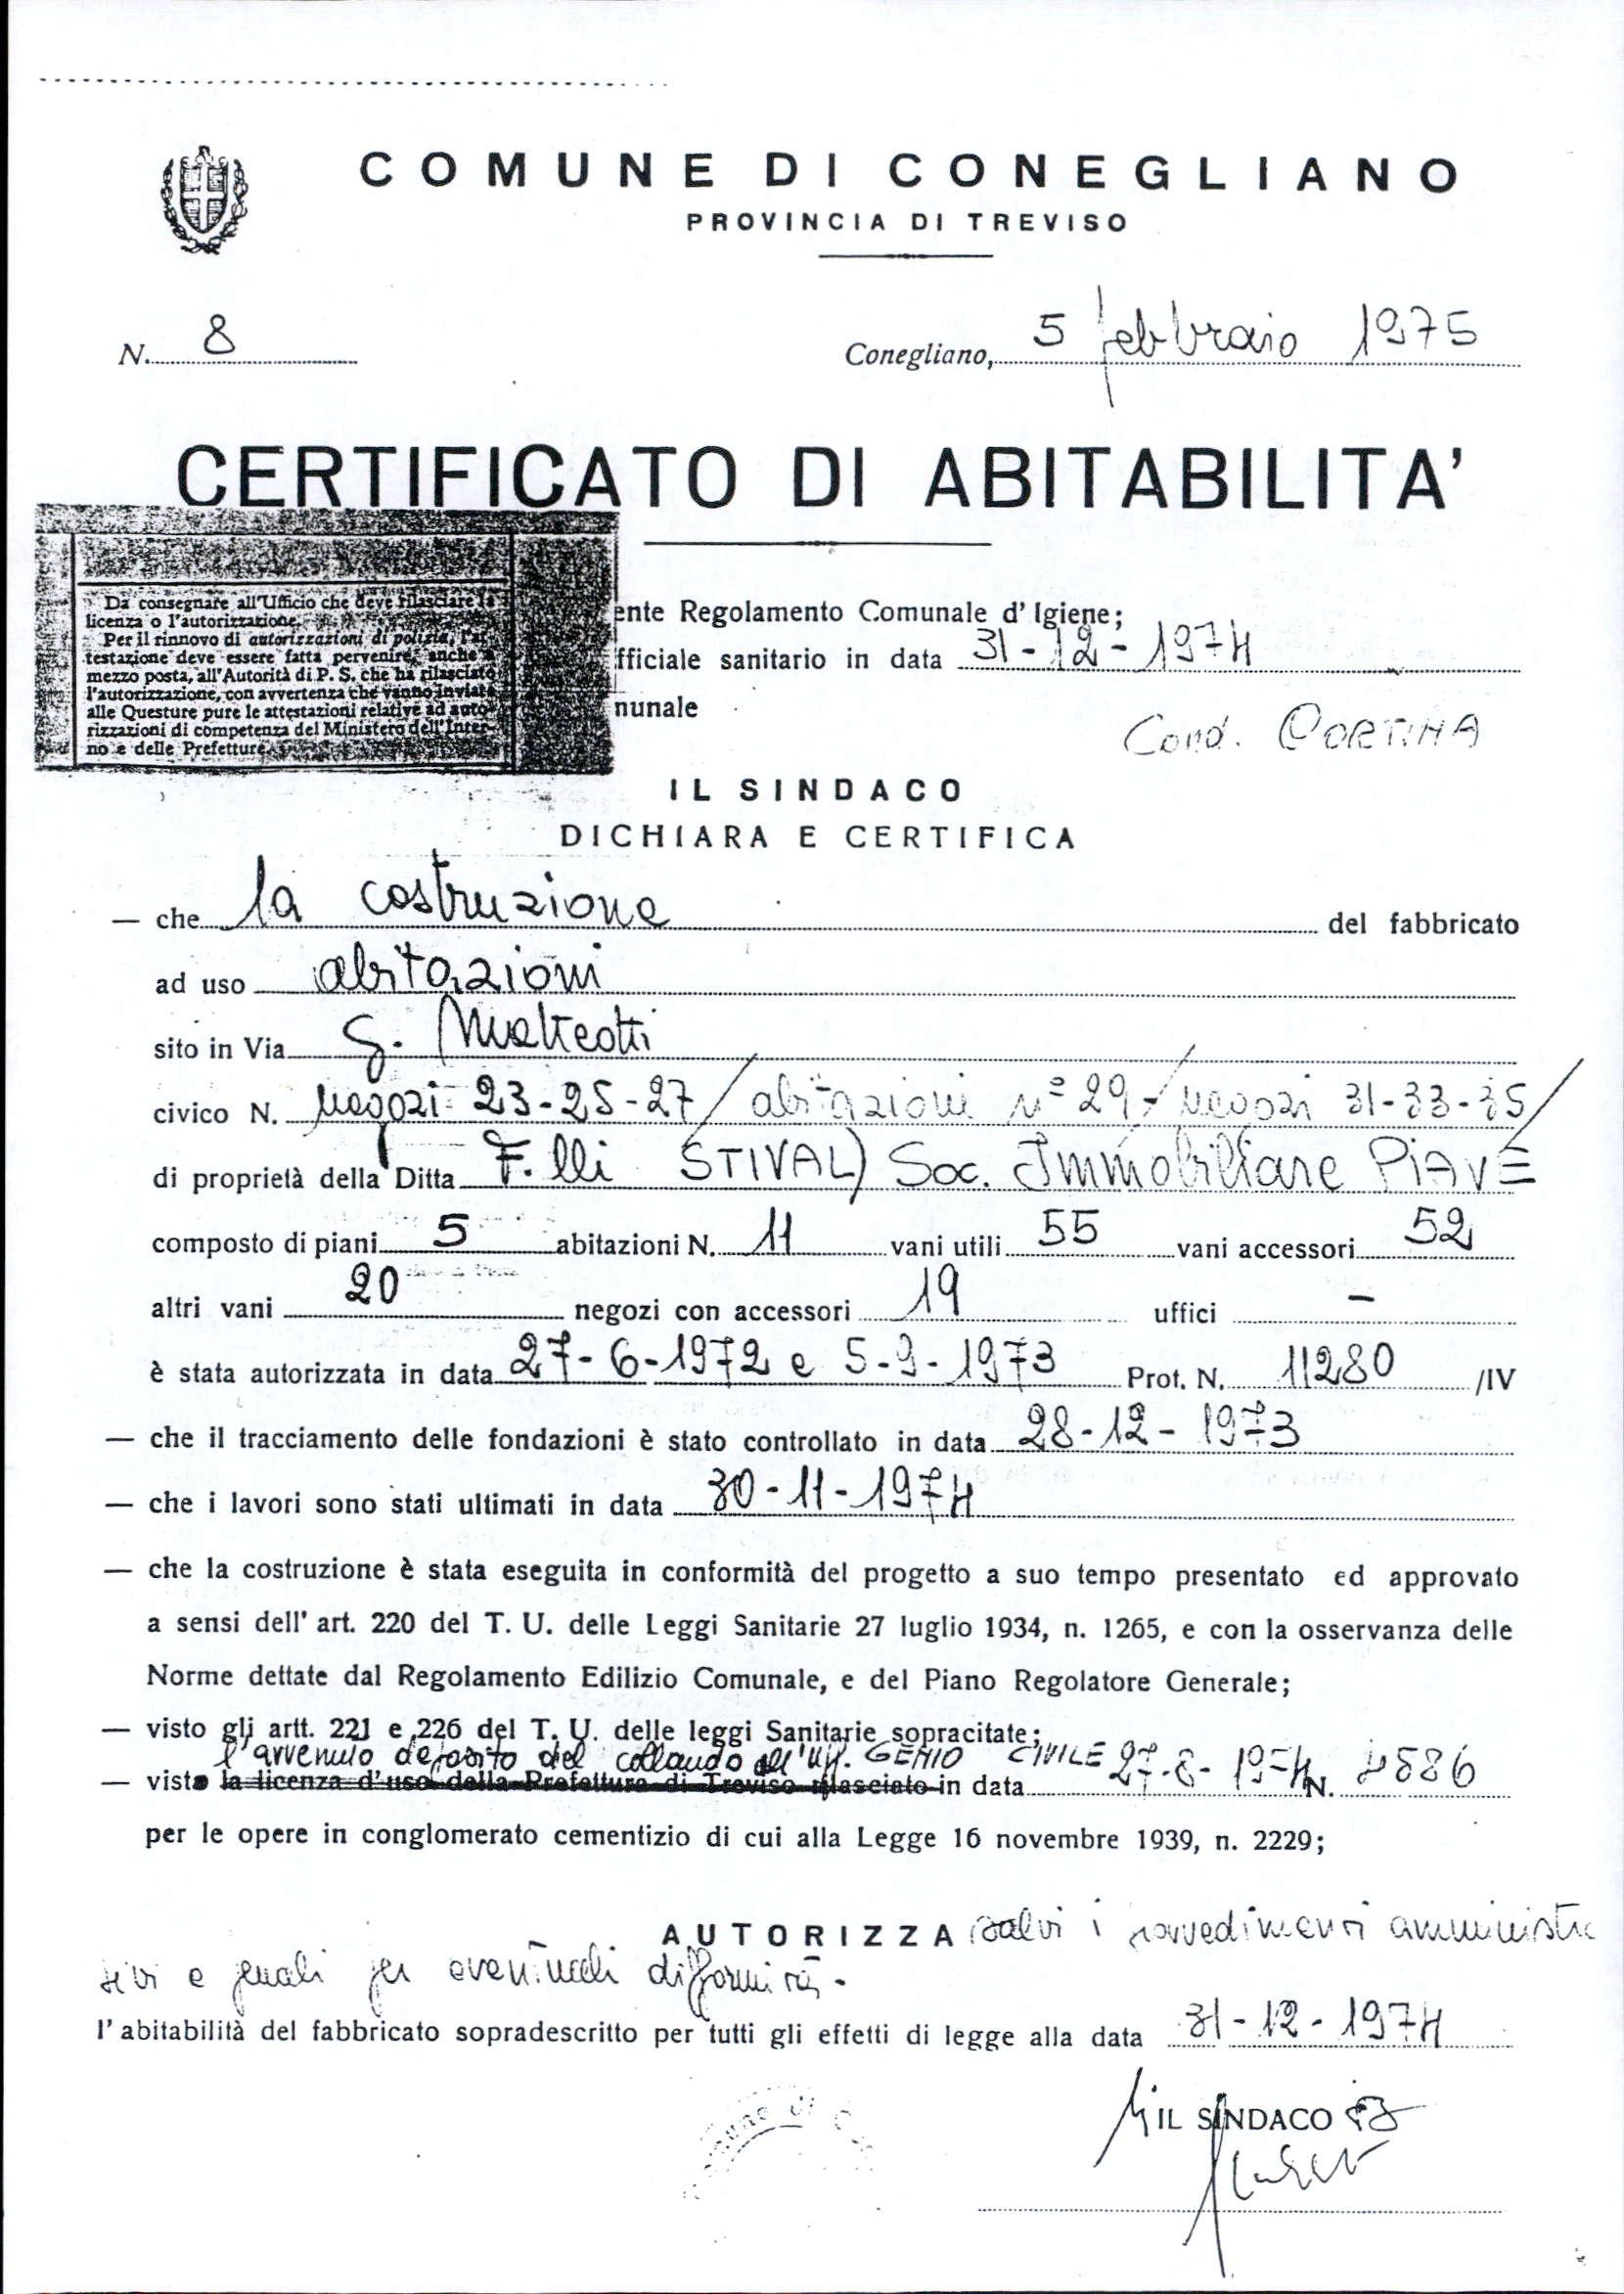 COMUNE DI CONEGLIANO
PROVINCIA DI TREVISO
N. 8 Conegliano, 5 febbraio 1975
CERTIFICATO DI ABITABILITA'
Da consegnare all'Ufficio che deve rilasciare la
licenza o l'autorizzazione.
Per il rinnovo di autorizzazioni di polizia, l'at-
testazione deve essere fatta pervenire, anche a
mezzo posta, all'Autorità di P. S. che ha rilasciato
l'autorizzazione, con avvertenza che vanno inviate
alle Questure pure le attestazioni relative ad auto-
rizzazioni di competenza del Ministero dell'Inter-
no e delle Prefetture.
ente Regolamento Comunale d'Igiene;
fficiale sanitario in data 31-12-1974
nunale
Cond. CORTINA
IL SINDACO
DICHIARA E CERTIFICA
— che la costruzione del fabbricato
ad uso abitazioni
sito in Via G. Matteotti
civico N. negozi 23-25-27/abitazioni n° 29/negozi 31-33-35/
di proprietà della Ditta F.lli STIVAL) Soc. Immobiliare PIAVE
composto di piani 5 abitazioni N. 11 vani utili 55 vani accessori 52
altri vani 20 negozi con accessori 19 uffici –
è stata autorizzata in data 27-6-1972 e 5-9-1973 Prot. N. 11280 /IV
— che il tracciamento delle fondazioni è stato controllato in data 28-12-1973
— che i lavori sono stati ultimati in data 30-11-1974
— che la costruzione è stata eseguita in conformità del progetto a suo tempo presentato ed approvato
a sensi dell' art. 220 del T. U. delle Leggi Sanitarie 27 luglio 1934, n. 1265, e con la osservanza delle
Norme dettate dal Regolamento Edilizio Comunale, e del Piano Regolatore Generale;
— visto gli artt. 221 e 226 del T. U. delle leggi Sanitarie sopracitate;
l'avvenuto deposito del collaudo all'Uff. GENIO CIVILE
— visto la licenza d'uso della Prefettura di Treviso rilasciato in data 27-8-1974 N.
per le opere in conglomerato cementizio di cui alla Legge 16 novembre 1939, n. 2229;
AUTORIZZA (salvi i provvedimenti amministra
tivi e penali per eventuali difformità -
l'abitabilità del fabbricato sopradescritto per tutti gli effetti di legge alla data 31-12-1974
IL SINDACO